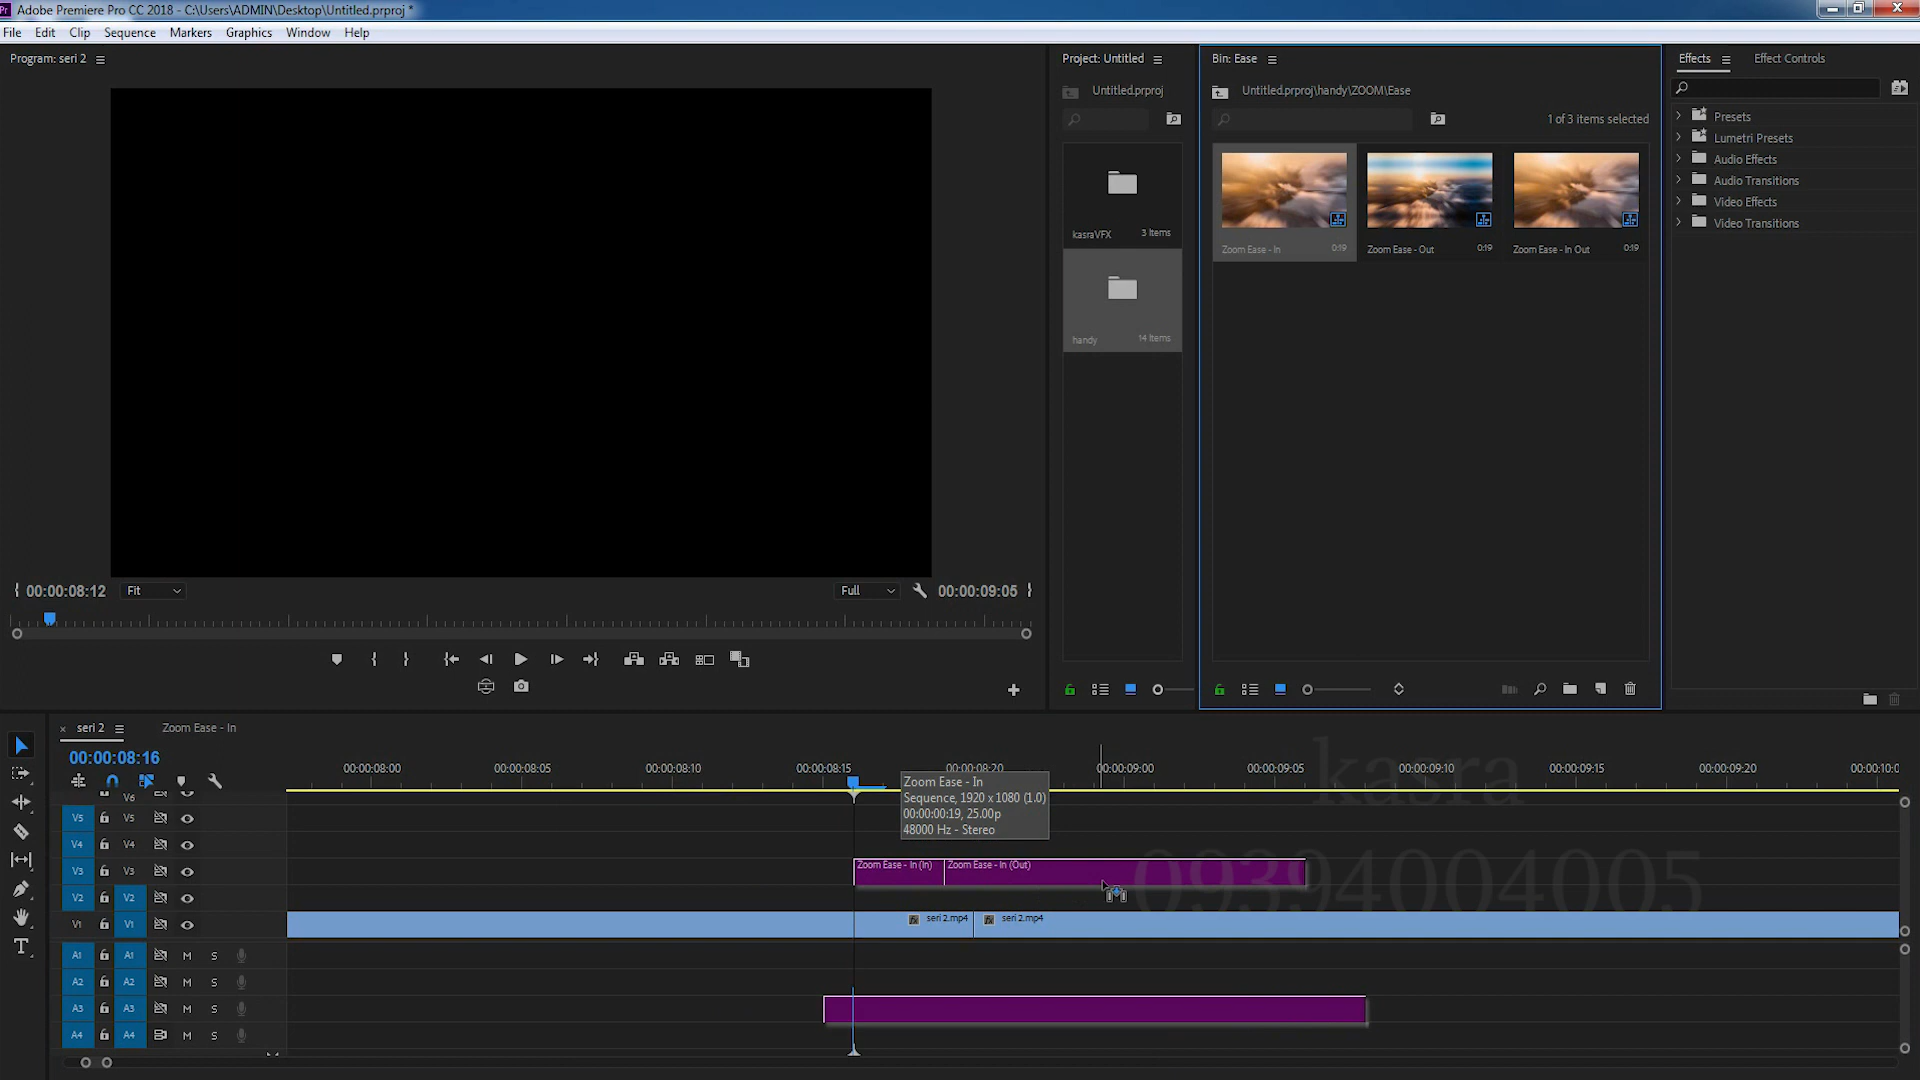 Adobe Premiere Pro CC 2018 - C:\Users\ADMIN\Desktop\Untitled.prproj *
File Edit Clip Sequence Markers Graphics Window Help
Program: seri 2
Project: Untitled
Bin: Ease
Effects
Effect Controls
Untitled.prproj
Untitled.prproj\handy\ZOOM\Ease
1 of 3 items selected
Presets
Lumetri Presets
Audio Effects
Audio Transitions
Video Effects
Video Transitions
kasraVFX 3 Items
handy 14 Items
Zoom Ease - In 0:19
Zoom Ease - Out 0:19
Zoom Ease - In Out 0:19
00:00:08:12
Fit
Full
00:00:09:05
seri 2
Zoom Ease - In
00:00:08:16
00:00:08:00 00:00:08:05 00:00:08:10 00:00:08:15 00:00:08:20 00:00:09:00 00:00:09:05 00:00:09:10 00:00:09:15 00:00:09:20 00:00:10:0
Zoom Ease - In
Sequence, 1920 x 1080 (1.0)
00:00:00:19, 25.00p
48000 Hz - Stereo
kasra
09394004005
V6
V5 V5
V4 V4
V3 V3
Zoom Ease - In (In) Zoom Ease - In (Out)
V2 V2
V1 V1
seri 2.mp4 seri 2.mp4
A1 A1 M S
A2 A2 M S
A3 A3 M S
A4 A4 M S